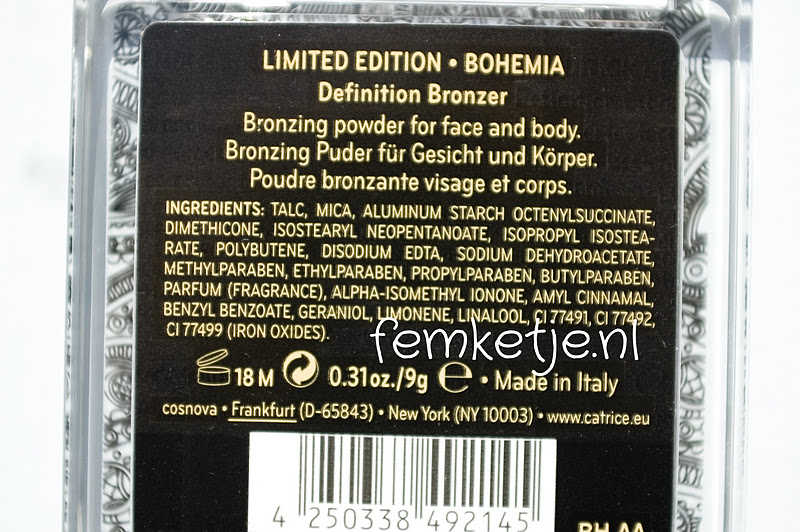 LIMITED EDITION • BOHEMIA
Definition Bronzer
Bronzing powder for face and body.
Bronzing Puder für Gesicht und Körper.
Poudre bronzante visage et corps.
INGREDIENTS: TALC, MICA, ALUMINUM STARCH OCTENYLSUCCINATE,
DIMETHICONE, ISOSTEARYL NEOPENTANOATE, ISOPROPYL ISOSTEA-
RATE, POLYBUTENE, DISODIUM EDTA, SODIUM DEHYDROACETATE,
METHYLPARABEN, ETHYLPARABEN, PROPYLPARABEN, BUTYLPARABEN,
PARFUM (FRAGRANCE), ALPHA-ISOMETHYL IONONE, AMYL CINNAMAL,
BENZYL BENZOATE, GERANIOL, LIMONENE, LINALOOL, CI 77491, CI 77492,
CI 77499 (IRON OXIDES).
femketje.nl
18 M 0.31 oz./9g e • Made in Italy
cosnova • Frankfurt (D-65843) • New York (NY 10003) • www.catrice.eu
4 250338 492145